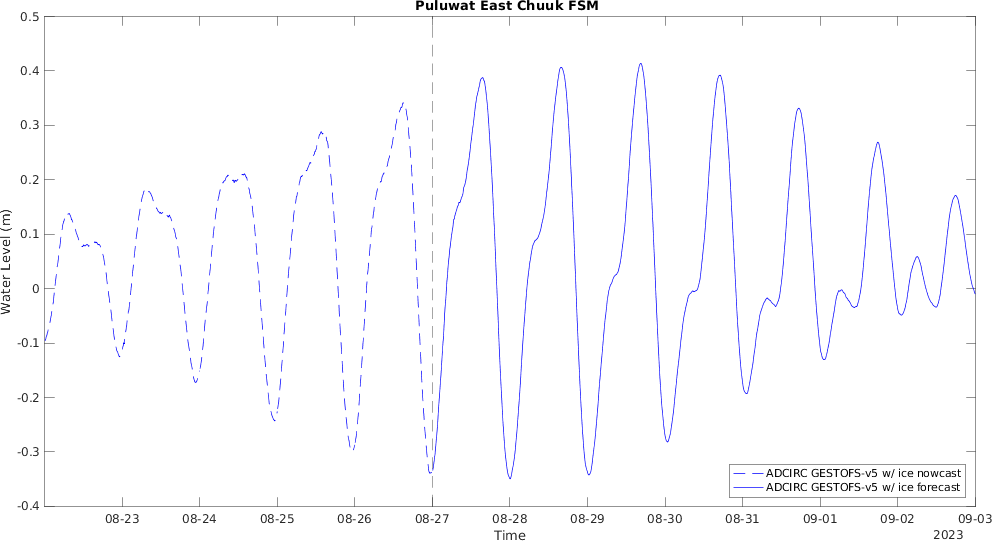 Puluwat East Chuuk FSM
0.5
0.4
0.3
0.2
0.1
0
-0.1
-0.2
-0.3
-0.4
Water Level (m)
ADCIRC GESTOFS-v5 w/ ice nowcast
ADCIRC GESTOFS-v5 w/ ice forecast
08-23 08-24 08-25 08-26 08-27 08-28 08-29 08-30 08-31 09-01 09-02 09-03
Time
2023